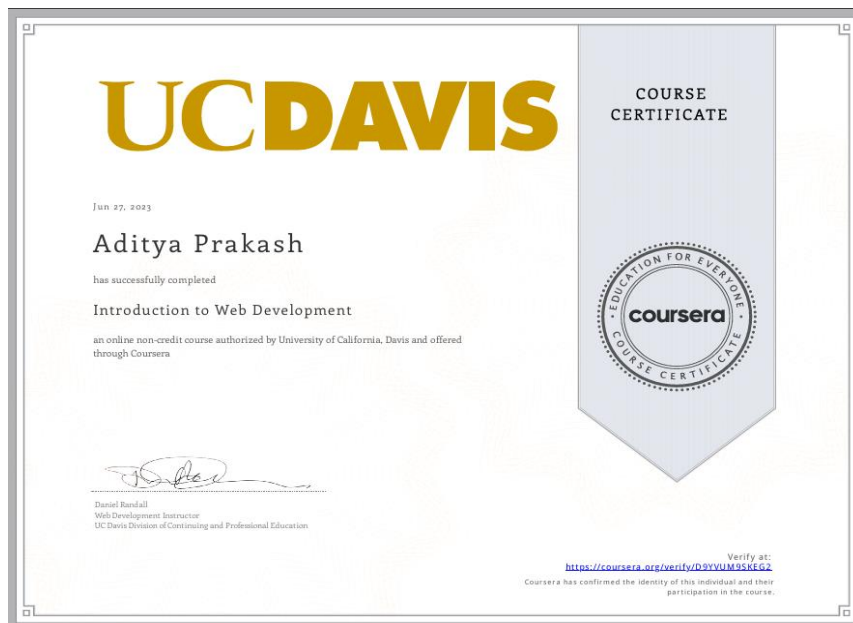 UCDAVIS
COURSE
CERTIFICATE
Jun 27, 2023
Aditya Prakash
has successfully completed
Introduction to Web Development
an online non-credit course authorized by University of California, Davis and offered
through Coursera
EDUCATION FOR EVERYONE
coursera
COURSE CERTIFICATE
Daniel Randall
Web Development Instructor
UC Davis Division of Continuing and Professional Education
Verify at:
https://coursera.org/verify/D9YVUM9SKEG2
Coursera has confirmed the identity of this individual and their
participation in the course.